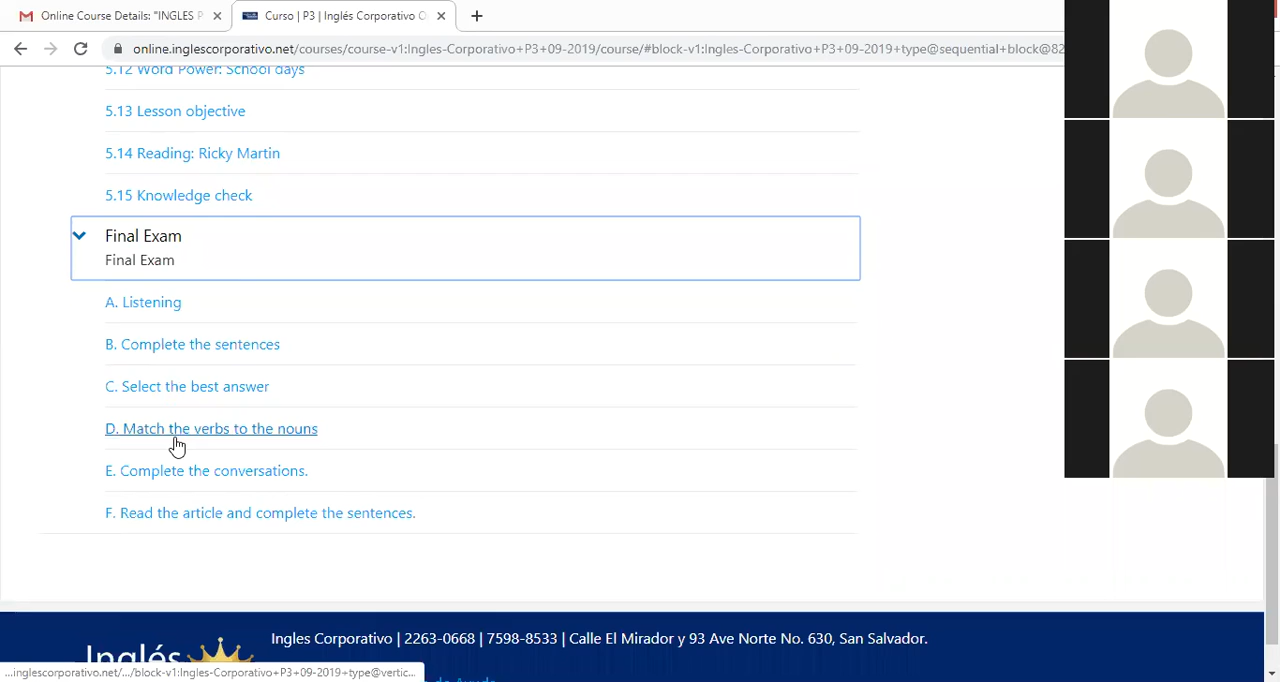 Online Course Details: "INGLES P
Curso | P3 | Inglés Corporativo O
online.inglescorporativo.net/courses/course-v1:Ingles-Corporativo+P3+09-2019/course/#block-v1:Ingles-Corporativo+P3+09-2019+type@sequential+block@82
5.12 Word Power: School days
5.13 Lesson objective
5.14 Reading: Ricky Martin
5.15 Knowledge check
Final Exam
Final Exam
A. Listening
B. Complete the sentences
C. Select the best answer
D. Match the verbs to the nouns
E. Complete the conversations.
F. Read the article and complete the sentences.
Inglés
Ingles Corporativo | 2263-0668 | 7598-8533 | Calle El Mirador y 93 Ave Norte No. 630, San Salvador.
...inglescorporativo.net/.../block-v1:Ingles-Corporativo+P3+09-2019+type@vertic...
de Ayuda